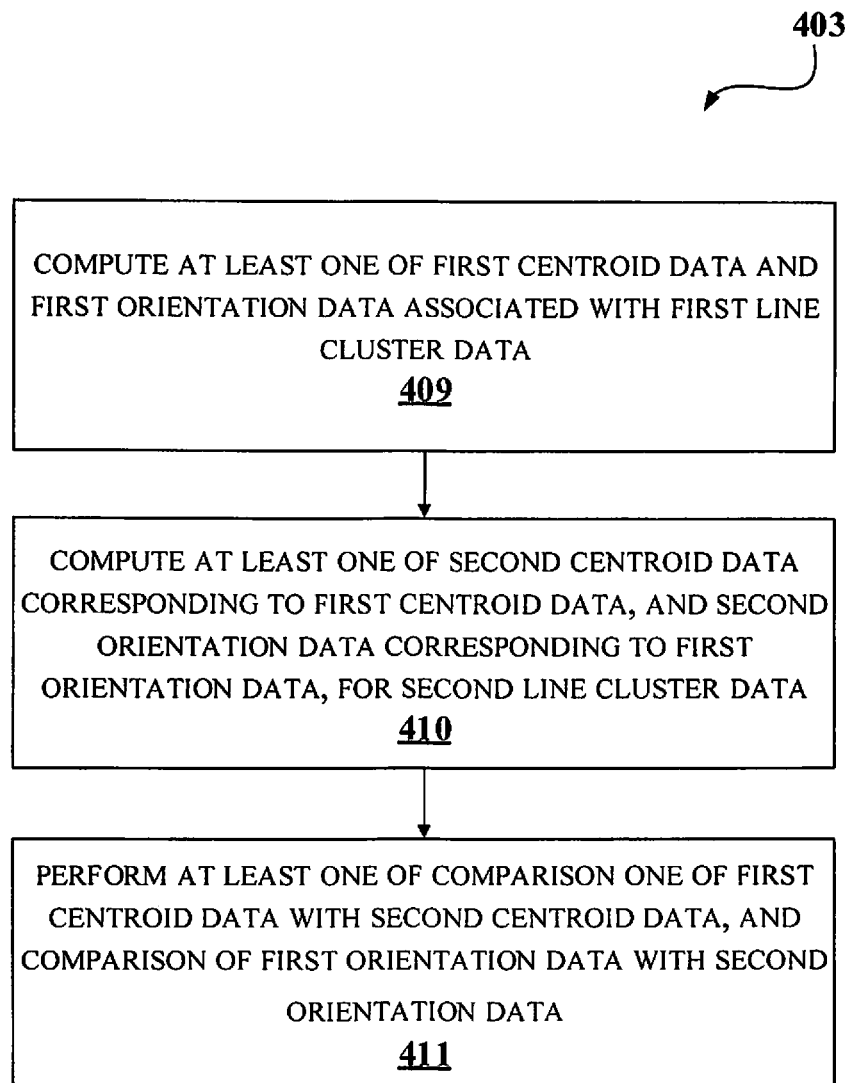 403
COMPUTE AT LEAST ONE OF FIRST CENTROID DATA AND
FIRST ORIENTATION DATA ASSOCIATED WITH FIRST LINE
CLUSTER DATA
409
COMPUTE AT LEAST ONE OF SECOND CENTROID DATA
CORRESPONDING TO FIRST CENTROID DATA, AND SECOND
ORIENTATION DATA CORRESPONDING TO FIRST
ORIENTATION DATA, FOR SECOND LINE CLUSTER DATA
410
PERFORM AT LEAST ONE OF COMPARISON ONE OF FIRST
CENTROID DATA WITH SECOND CENTROID DATA, AND
COMPARISON OF FIRST ORIENTATION DATA WITH SECOND
ORIENTATION DATA
411